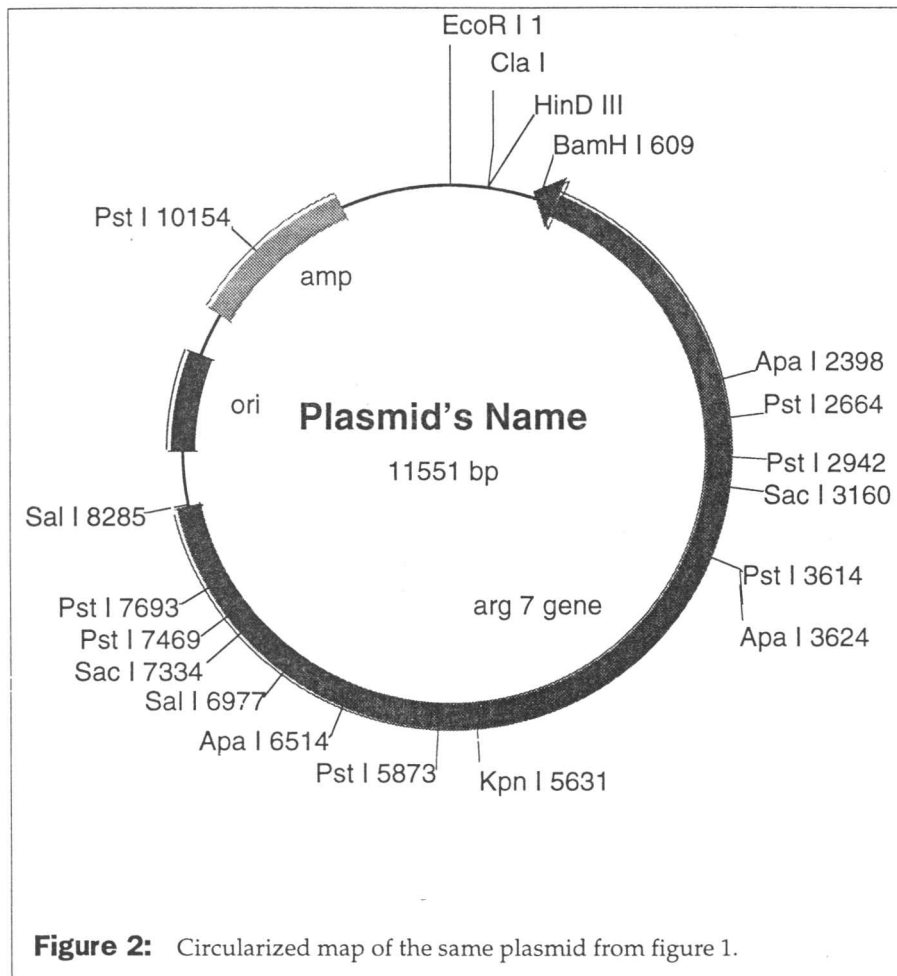 EcoR I 1
Cla I
HinD III
BamH I 609
Pst I 10154
amp
Apa I 2398
Pst I 2664
ori
Plasmid's Name
Pst I 2942
11551 bp
Sac I 3160
Sal I 8285
Pst I 3614
Pst I 7693
arg 7 gene
Pst I 7469
Apa I 3624
Sac I 7334
Sal I 6977
Apa I 6514
Pst I 5873
Kpn I 5631
Figure 2: Circularized map of the same plasmid from figure 1.